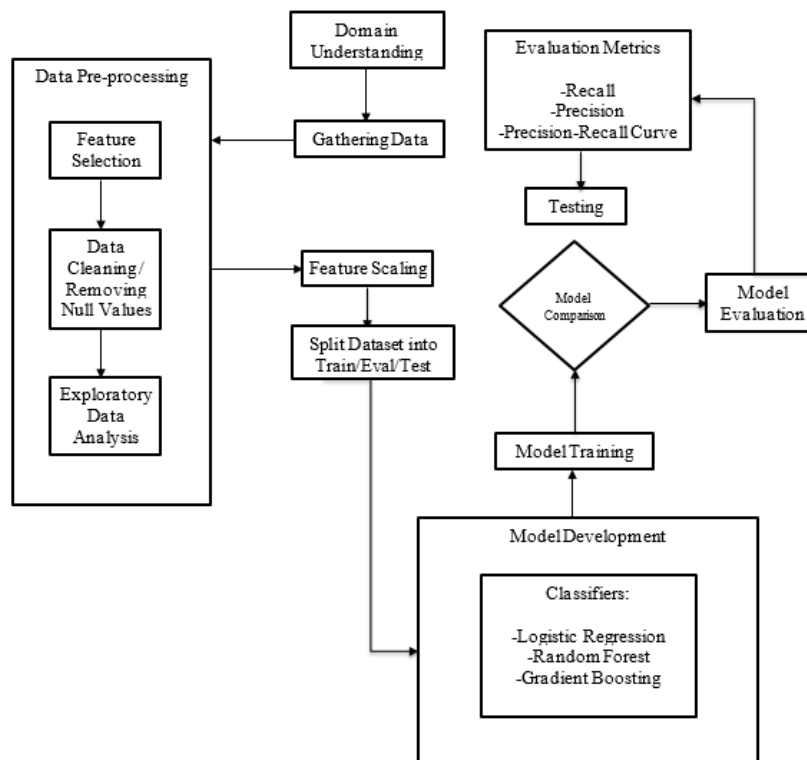 Domain
Understanding
Gathering Data
Data Pre-processing
Feature
Selection
Data
Cleaning/
Removing
Null Values
Exploratory
Data
Analysis
Feature Scaling
Split Dataset into
Train/Eval/Test
Model Development
Classifiers:
-Logistic Regression
-Random Forest
-Gradient Boosting
Model Training
Model
Comparison
Model
Evaluation
Evaluation Metrics
-Recall
-Precision
-Precision-Recall Curve
Testing